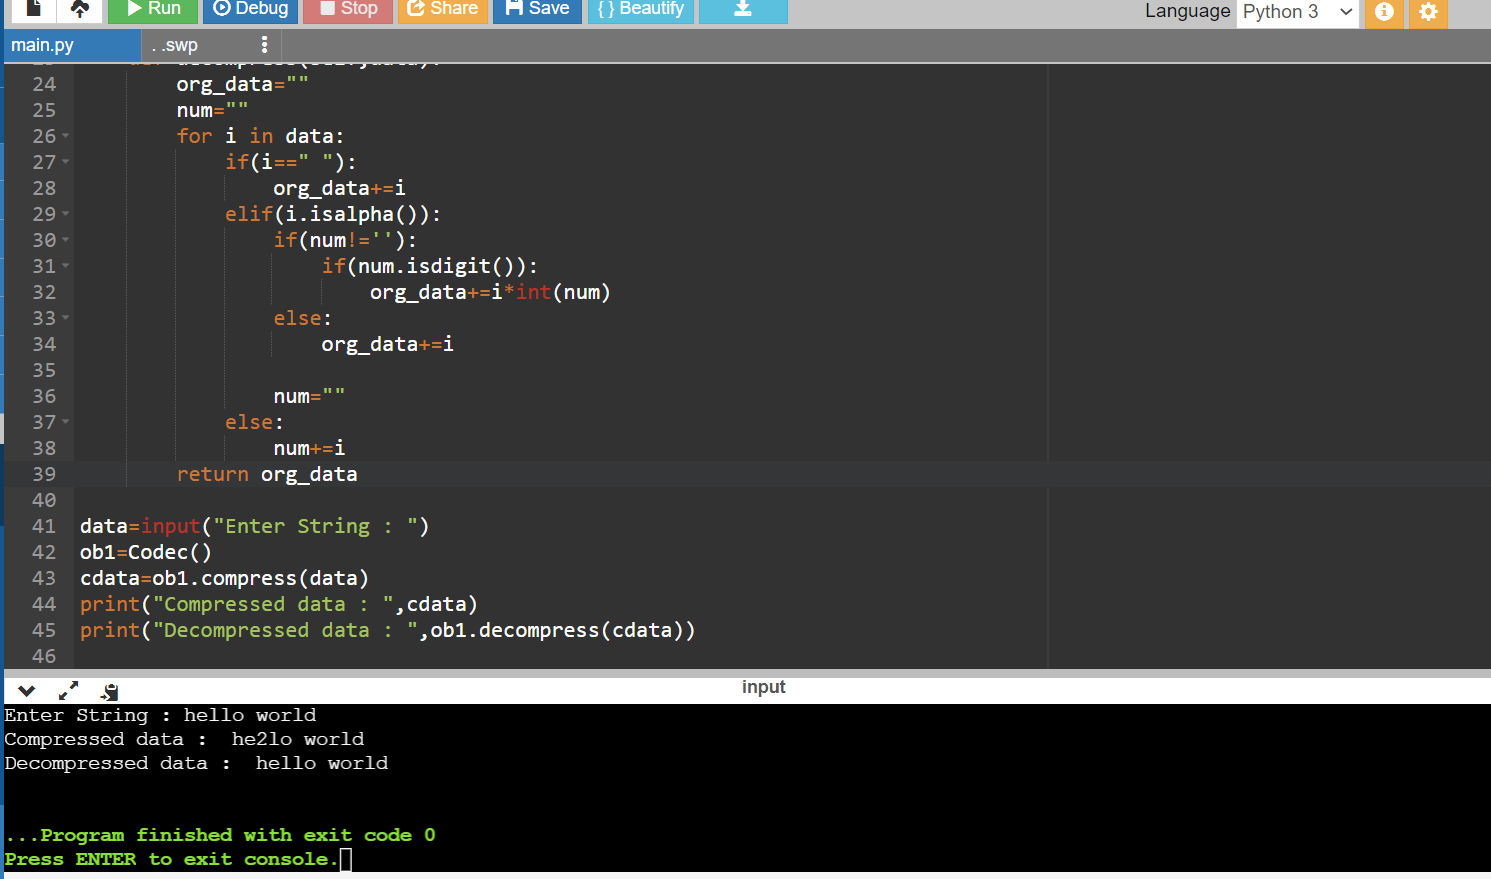 Run Debug Stop Share Save { } Beautify Language Python 3
main.py . .swp
24 org_data=""
25 num=""
26 for i in data:
27 if(i==" "):
28 org_data+=i
29 elif(i.isalpha()):
30 if(num!=''):
31 if(num.isdigit()):
32 org_data+=i*int(num)
33 else:
34 org_data+=i
35
36 num=""
37 else:
38 num+=i
39 return org_data
40
41 data=input("Enter String : ")
42 ob1=Codec()
43 cdata=ob1.compress(data)
44 print("Compressed data : ",cdata)
45 print("Decompressed data : ",ob1.decompress(cdata))
46
input
Enter String : hello world
Compressed data :  he2lo world
Decompressed data :  hello world
...Program finished with exit code 0
Press ENTER to exit console.